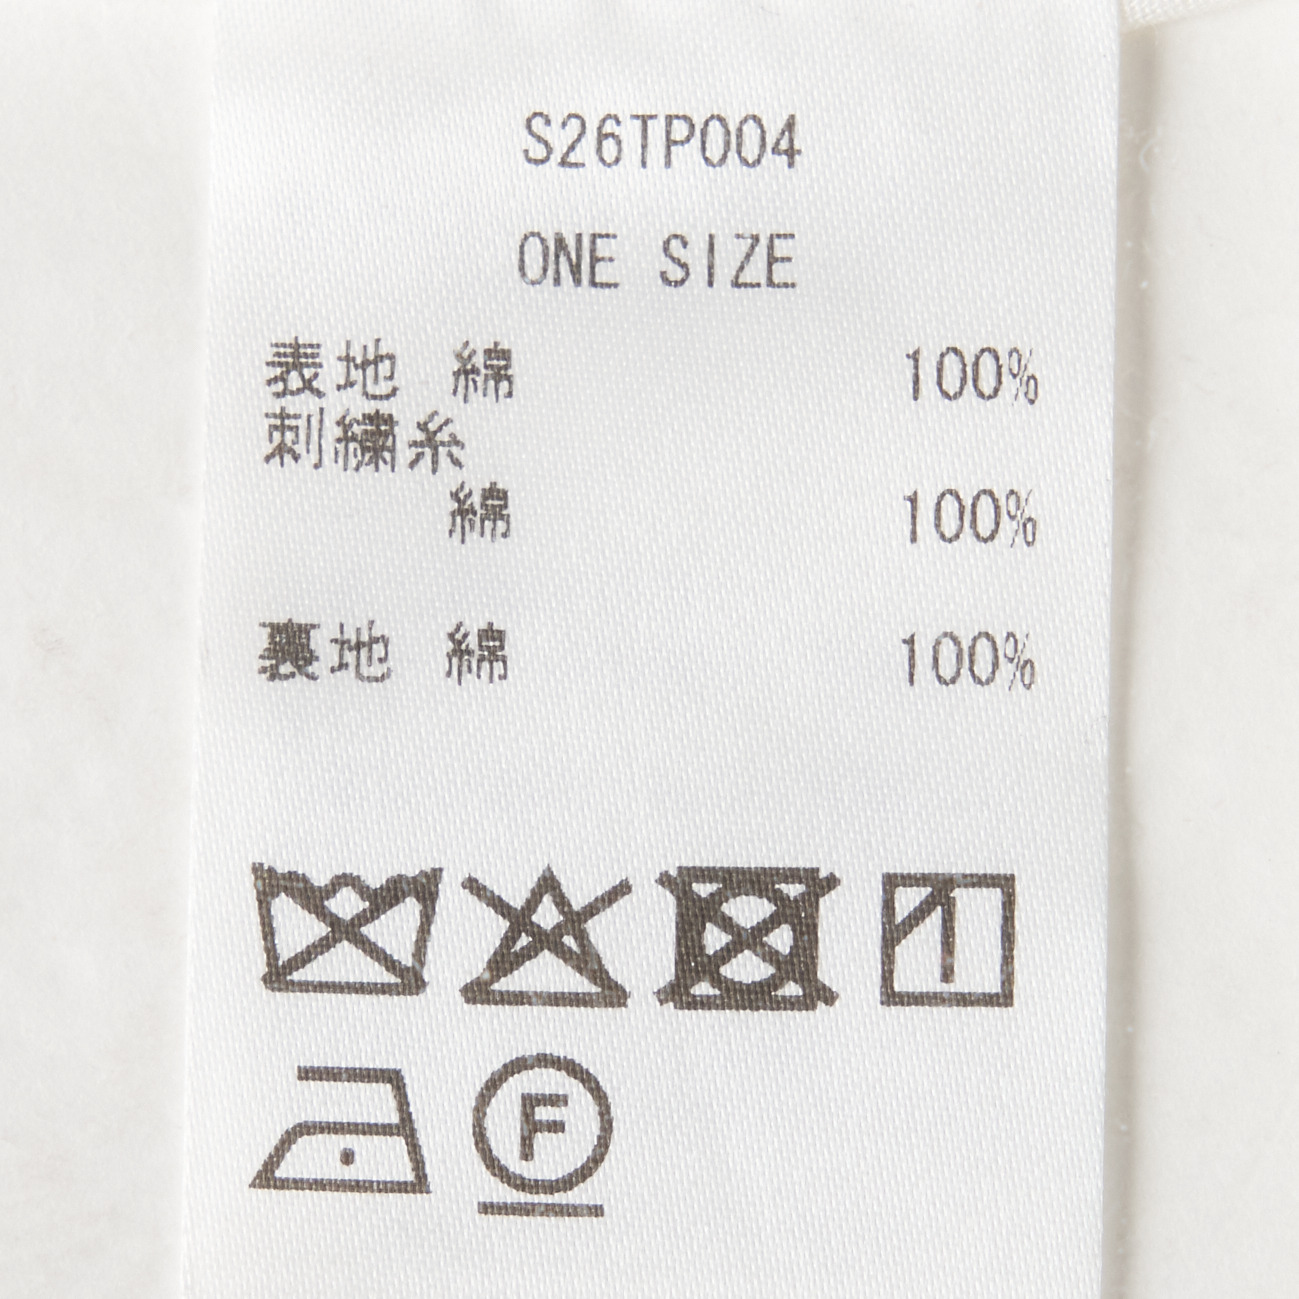 S26TP004
ONE SIZE
表地 綿 100%
刺繍糸
綿 100%
裏地 綿 100%
F